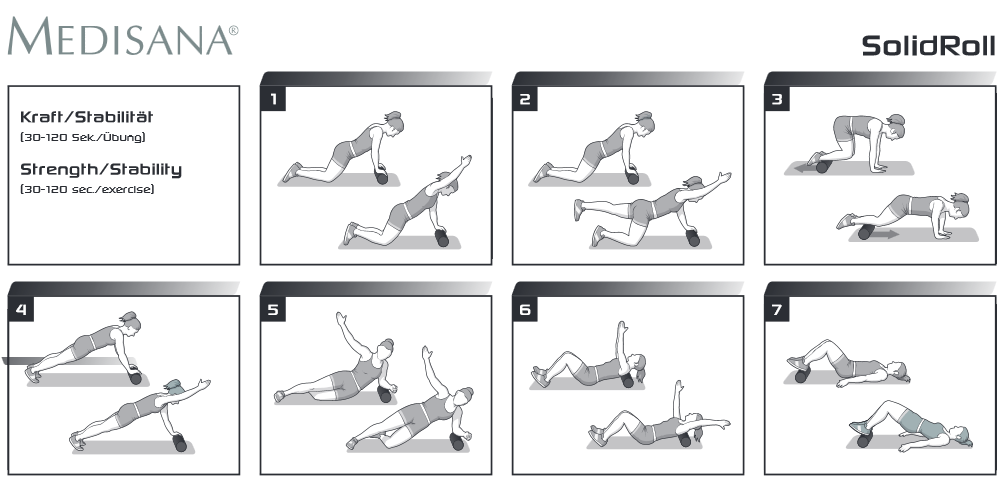 MEDISANA®
SolidRoll
Kraft/Stabilität
(30-120 Sek./Übung)
Strength/Stability
(30-120 sec./exercise)
1
2
3
4
5
6
7